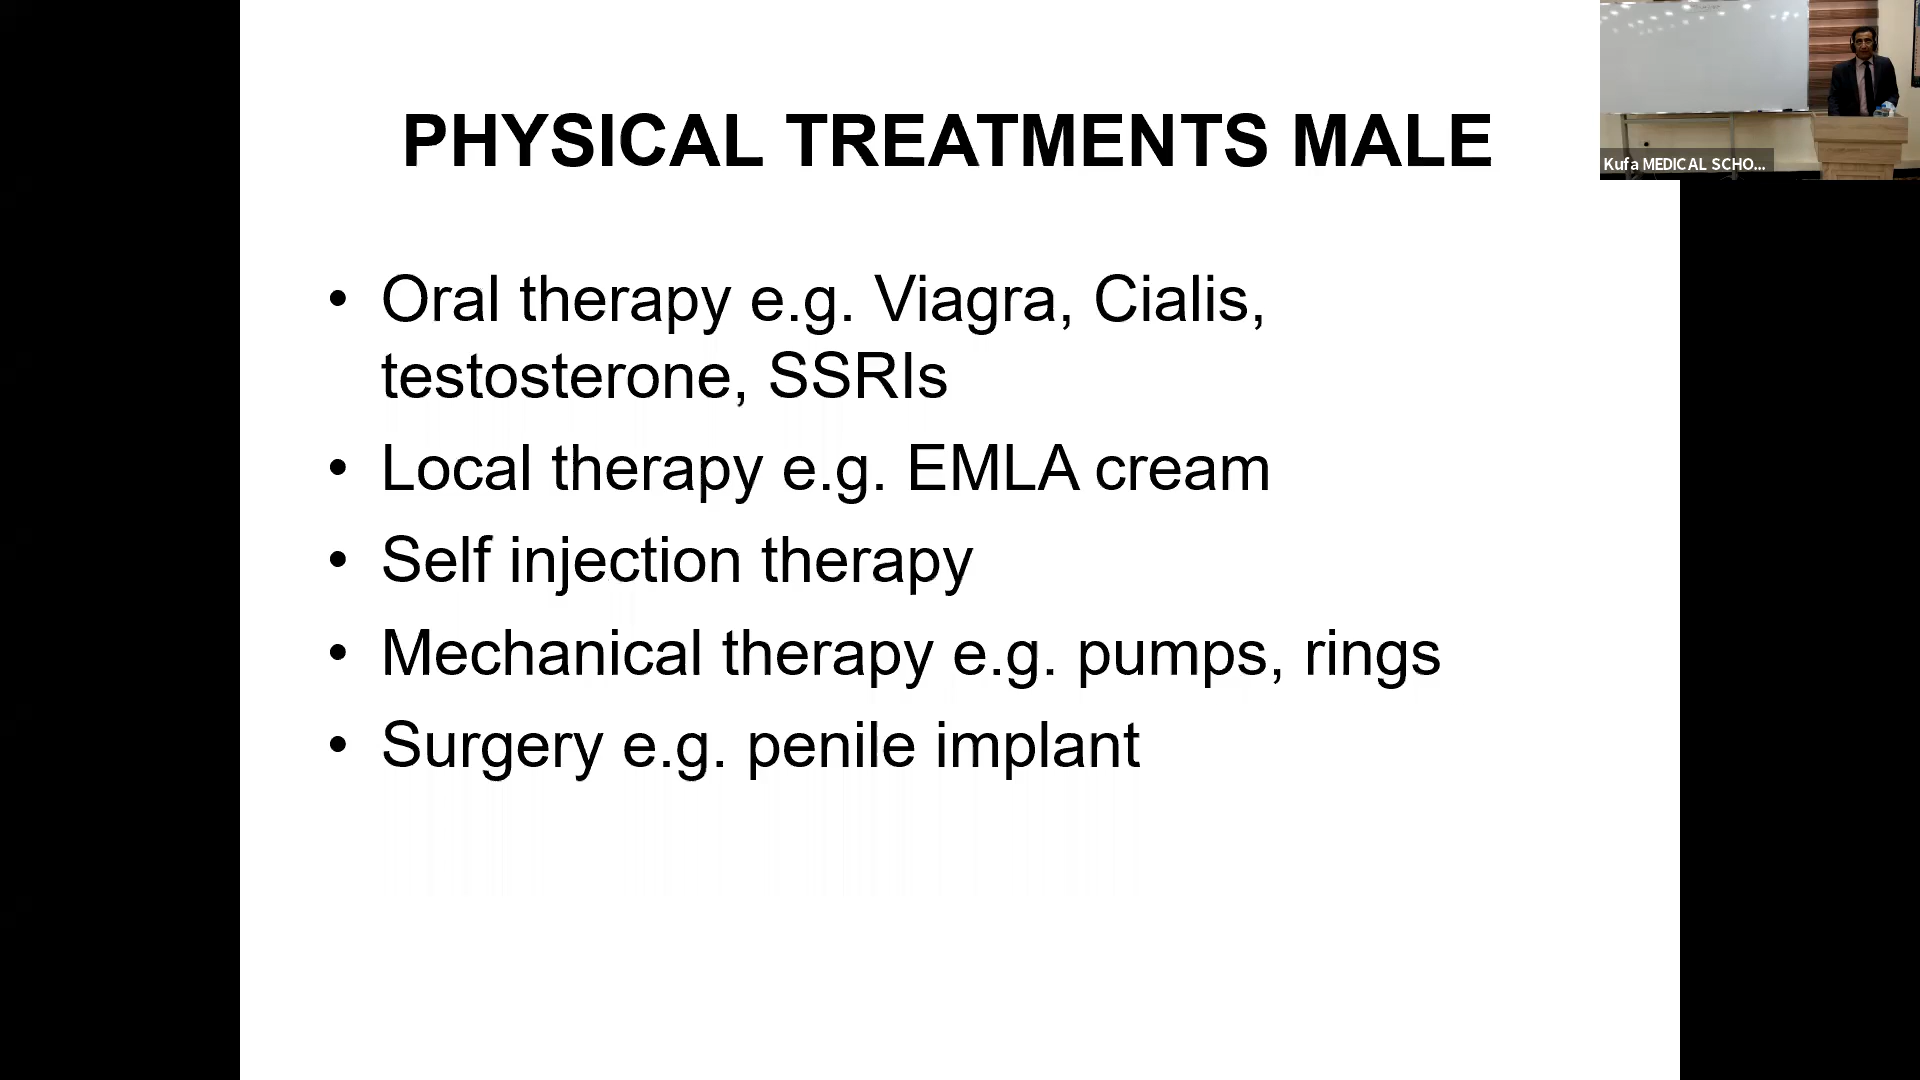 PHYSICAL TREATMENTS MALE
• Oral therapy e.g. Viagra, Cialis,
testosterone, SSRIs
• Local therapy e.g. EMLA cream
• Self injection therapy
• Mechanical therapy e.g. pumps, rings
• Surgery e.g. penile implant
Kufa MEDICAL SCHO...